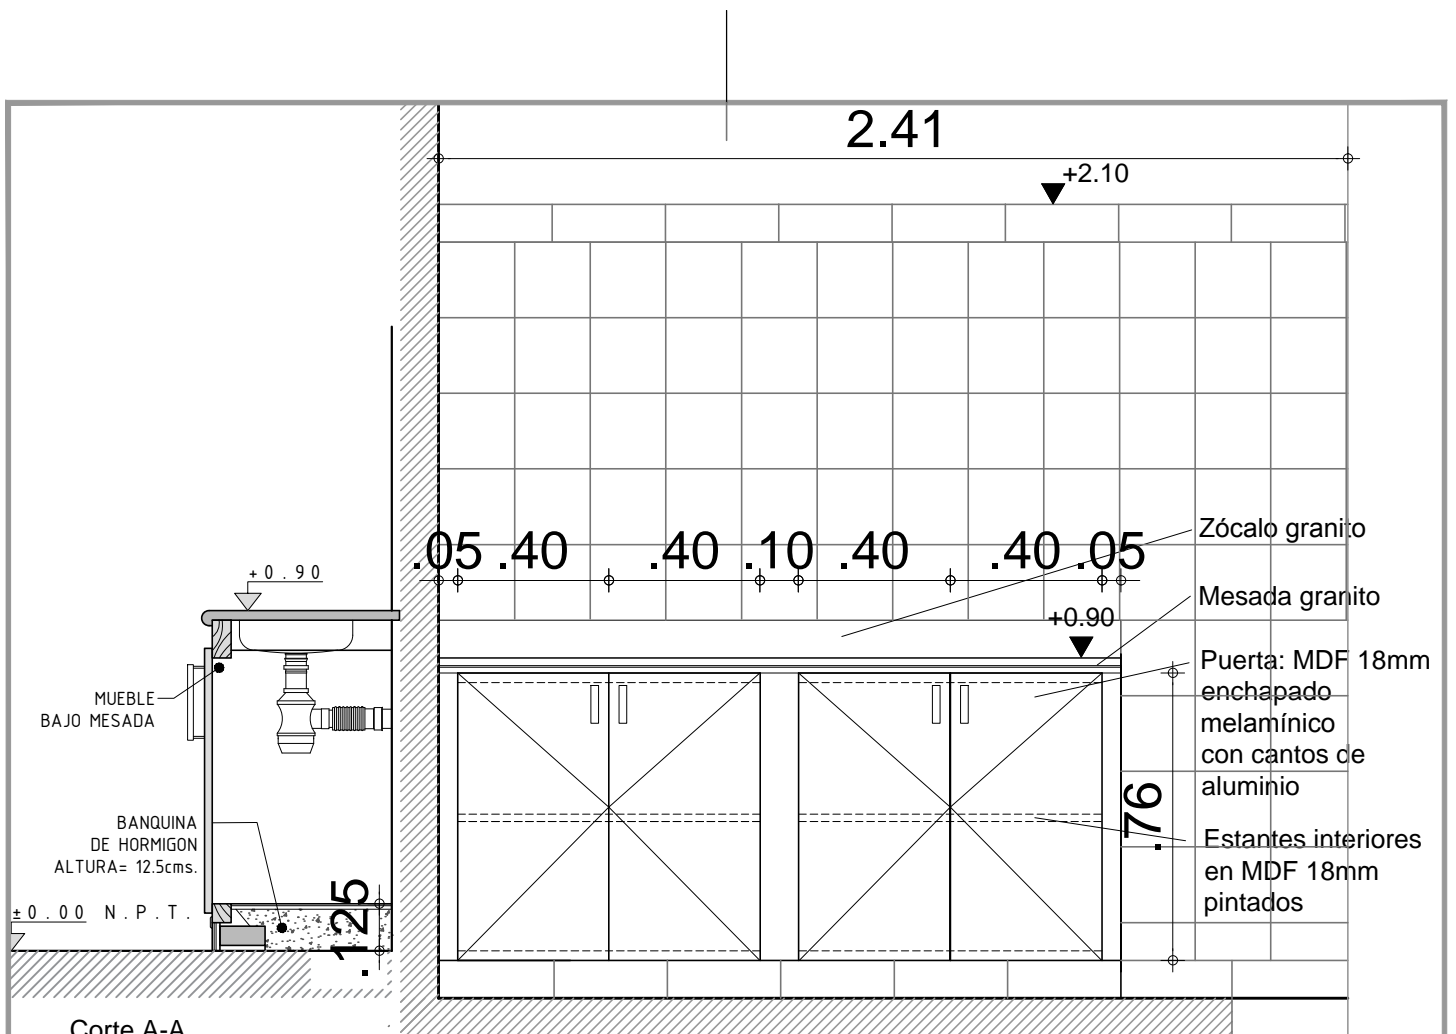 2.41
+2.10
.05 .40 .40 .10 .40 .40 .05
Zócalo granito
+0.90
Mesada granito
+0.90
Puerta: MDF 18mm
enchapado
melamínico
con cantos de
aluminio
MUEBLE
BAJO MESADA
.76
BANQUINA
DE HORMIGON
ALTURA= 12.5cms.
Estantes interiores
en MDF 18mm
pintados
±0.00 N.P.T.
.125
Corte A-A